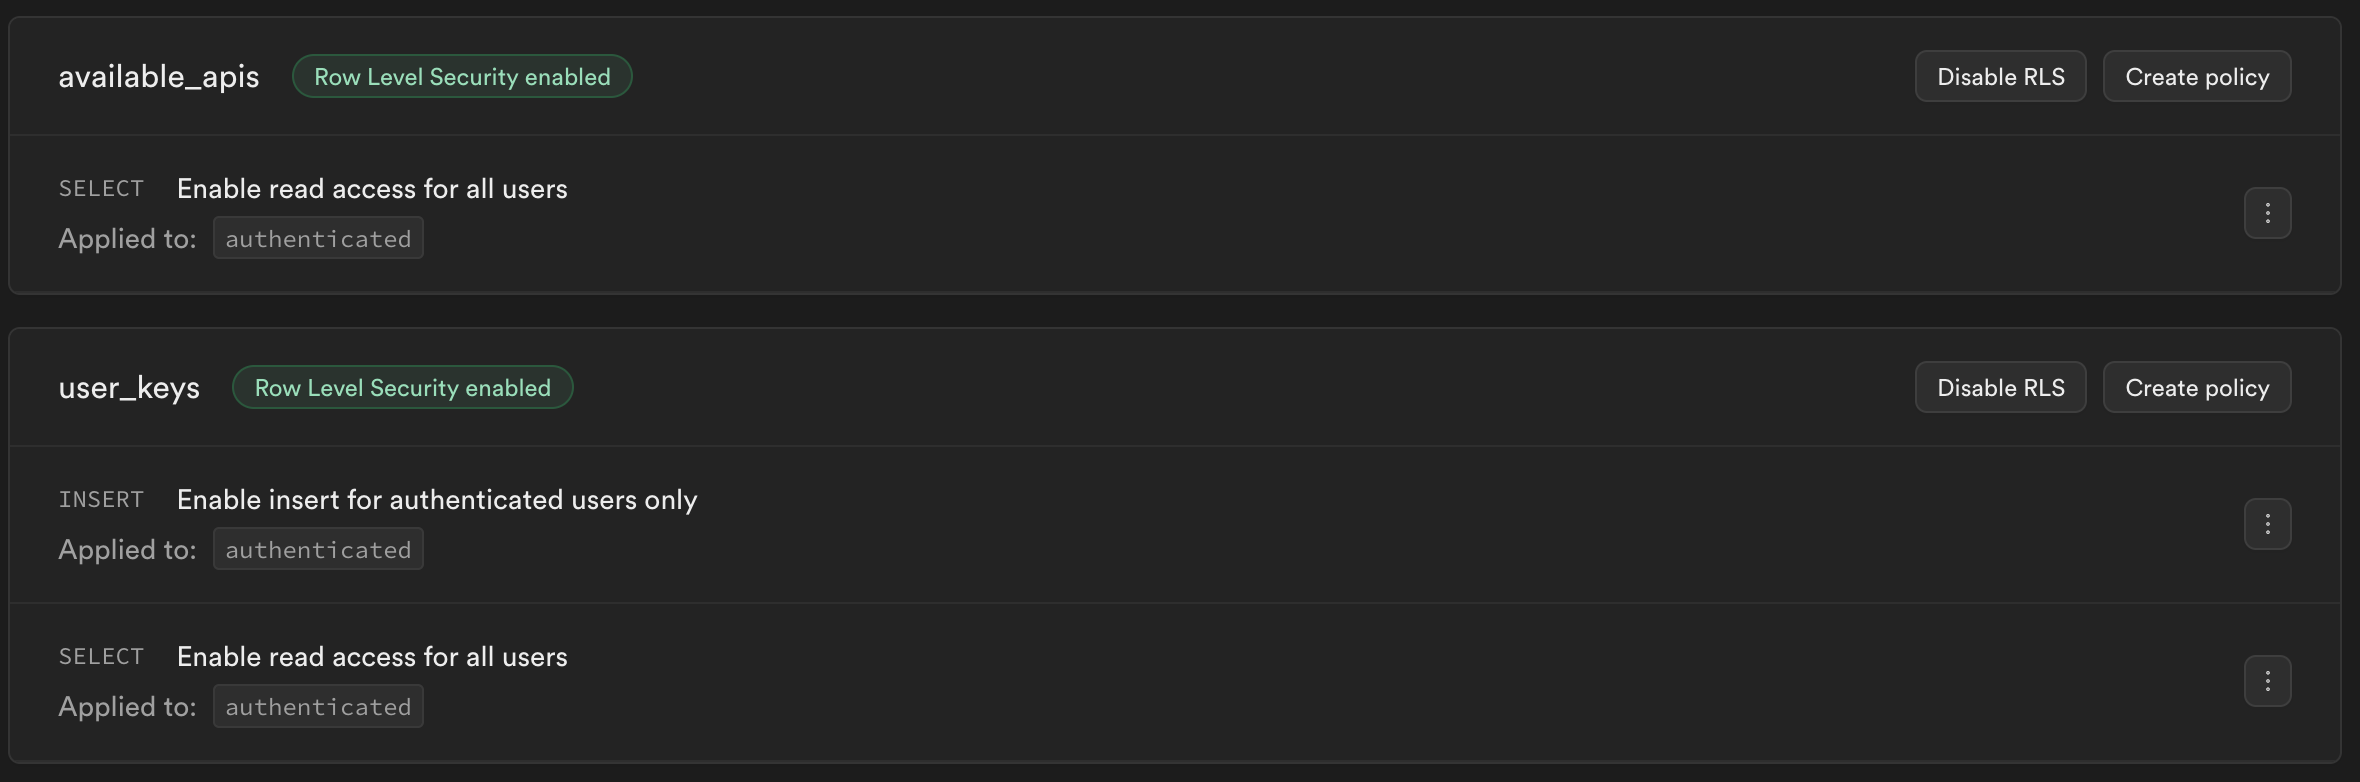 available_apis Row Level Security enabled Disable RLS Create policy
SELECT Enable read access for all users
Applied to: authenticated
user_keys Row Level Security enabled Disable RLS Create policy
INSERT Enable insert for authenticated users only
Applied to: authenticated
SELECT Enable read access for all users
Applied to: authenticated